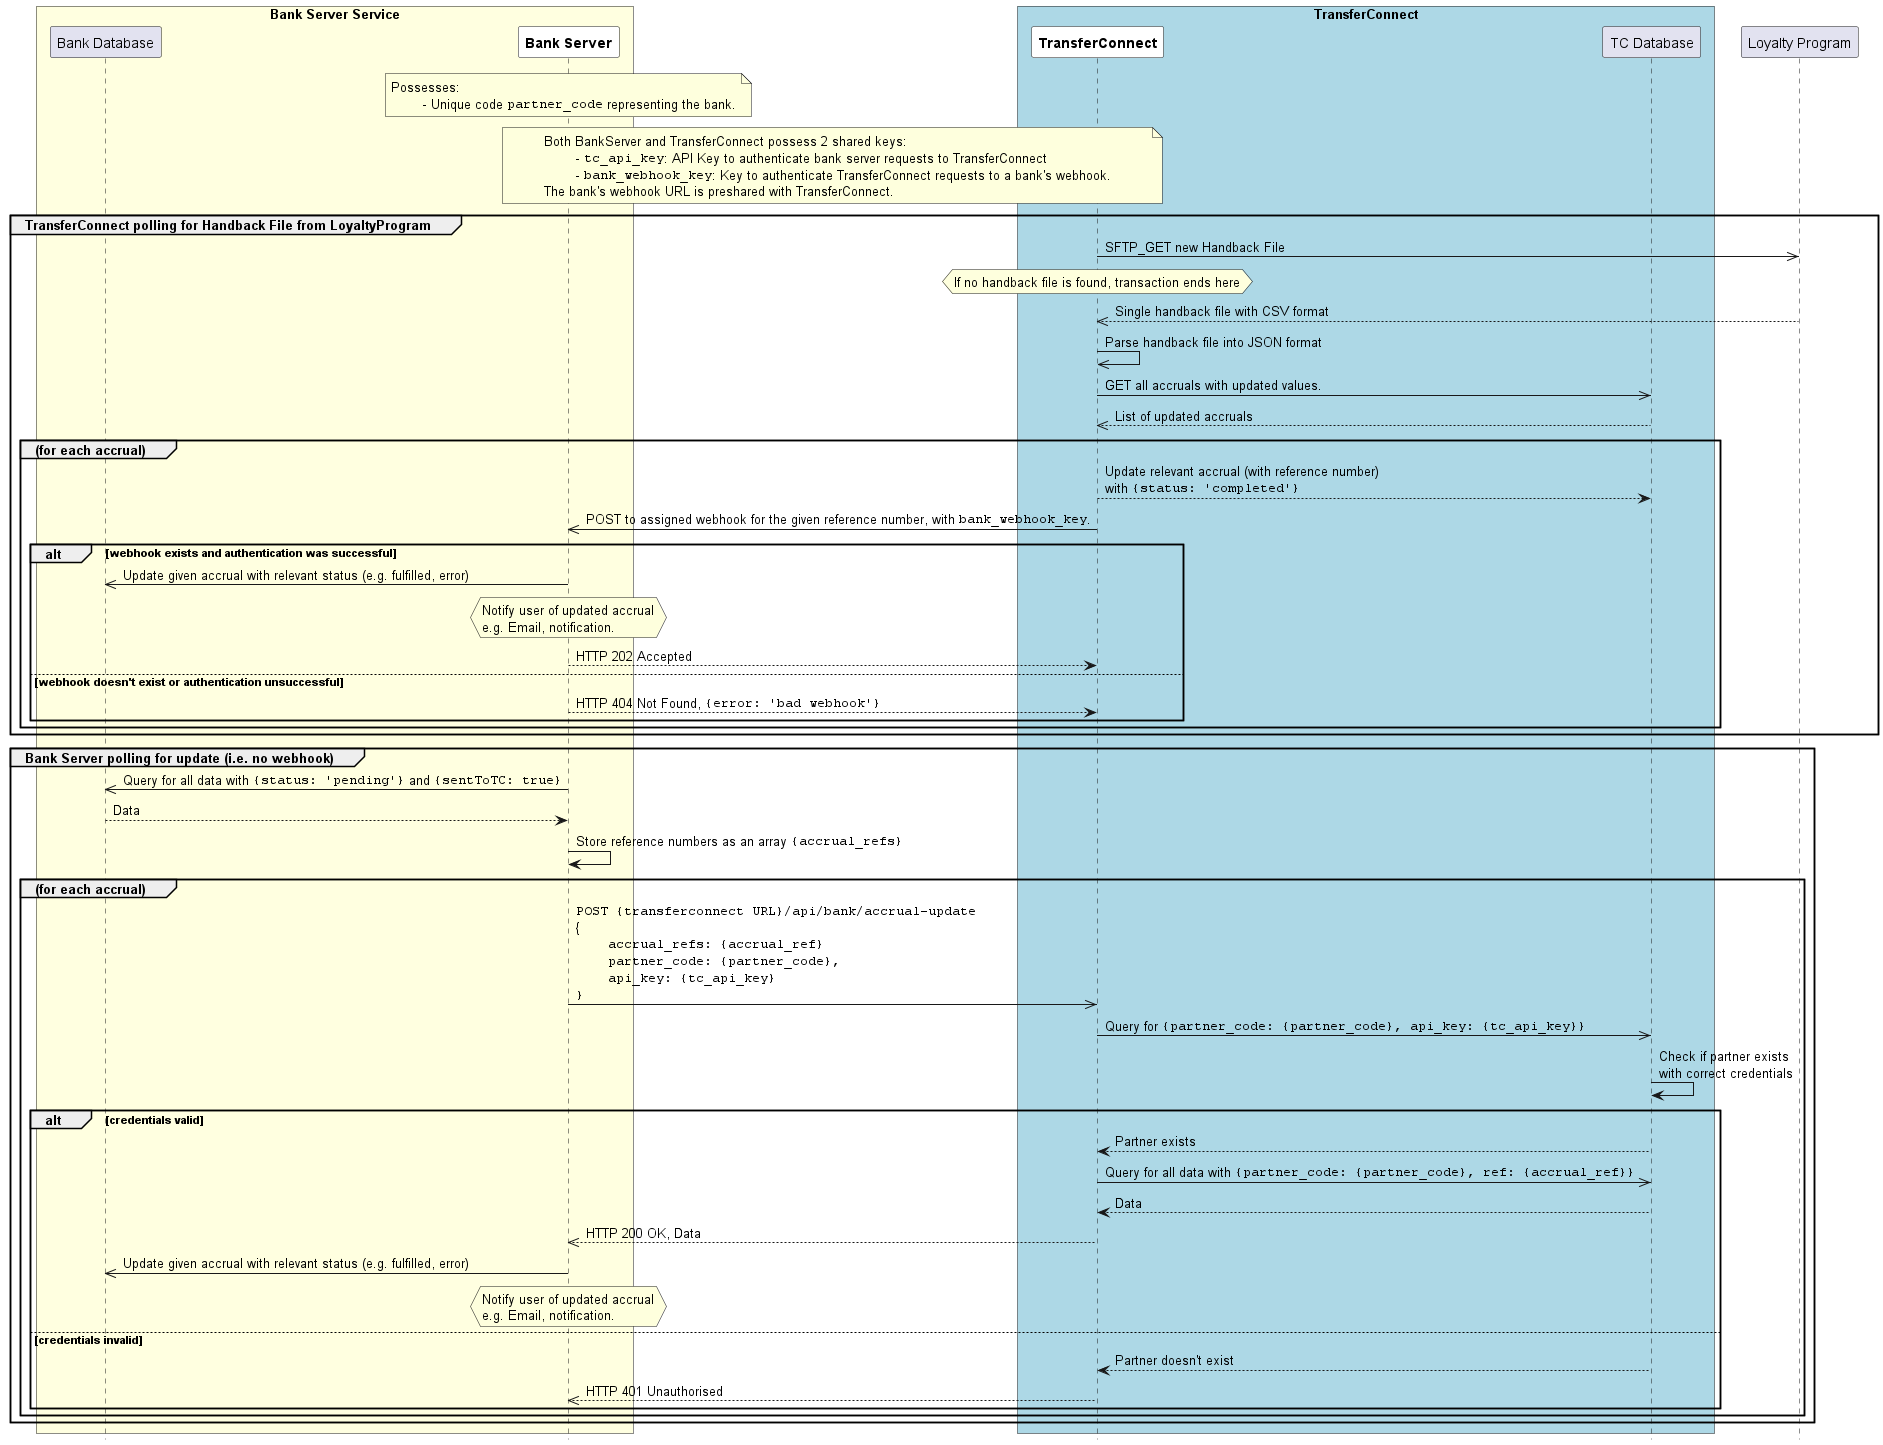 Bank Server Service
TransferConnect
Bank Database
Bank Server
TransferConnect
TC Database
Loyalty Program
Possesses:
- Unique code partner_code representing the bank.
Both BankServer and TransferConnect possess 2 shared keys:
- tc_api_key: API Key to authenticate bank server requests to TransferConnect
- bank_webhook_key: Key to authenticate TransferConnect requests to a bank's webhook.
The bank's webhook URL is preshared with TransferConnect.
TransferConnect polling for Handback File from LoyaltyProgram
SFTP_GET new Handback File
If no handback file is found, transaction ends here
Single handback file with CSV format
Parse handback file into JSON format
GET all accruals with updated values.
List of updated accruals
(for each accrual)
Update relevant accrual (with reference number)
with {status: 'completed'}
POST to assigned webhook for the given reference number, with bank_webhook_key.
alt
[webhook exists and authentication was successful]
Update given accrual with relevant status (e.g. fulfilled, error)
Notify user of updated accrual
e.g. Email, notification.
HTTP 202 Accepted
[webhook doesn't exist or authentication unsuccessful]
HTTP 404 Not Found, {error: 'bad webhook'}
Bank Server polling for update (i.e. no webhook)
Query for all data with {status: 'pending'} and {sentToTC: true}
Data
Store reference numbers as an array {accrual_refs}
(for each accrual)
POST {transferconnect URL}/api/bank/accrual-update
{
accrual_refs: {accrual_ref}
partner_code: {partner_code},
api_key: {tc_api_key}
}
Query for {partner_code: {partner_code}, api_key: {tc_api_key}}
Check if partner exists
with correct credentials
alt
[credentials valid]
Partner exists
Query for all data with {partner_code: {partner_code}, ref: {accrual_ref}}
Data
HTTP 200 OK, Data
Update given accrual with relevant status (e.g. fulfilled, error)
Notify user of updated accrual
e.g. Email, notification.
[credentials invalid]
Partner doesn't exist
HTTP 401 Unauthorised